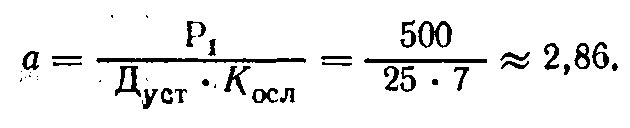 a = P₁ / (Д_уст · K_осл) = 500 / (25 · 7) ≈ 2,86.